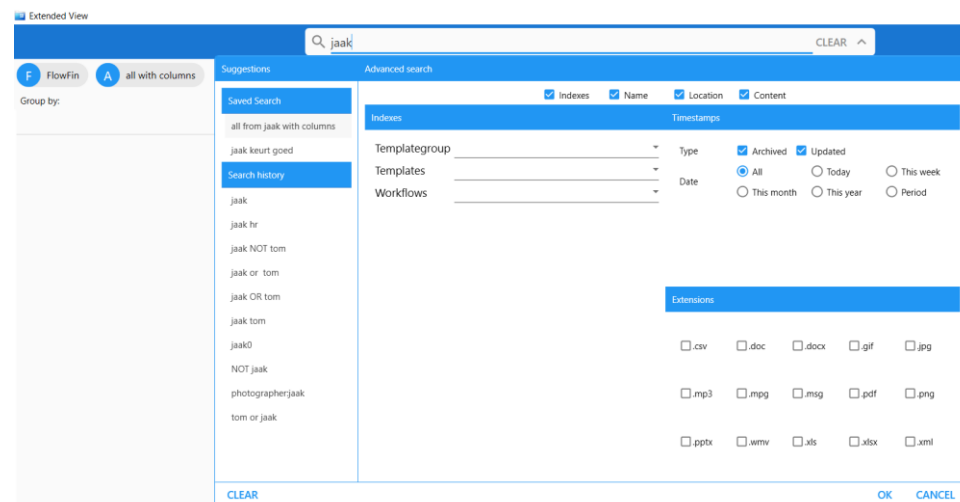 Extended View
jaak
CLEAR
F FlowFin A all with columns
Group by:
Suggestions
Saved Search
all from jaak with columns
jaak keurt goed
Search history
jaak
jaak hr
jaak NOT tom
jaak or  tom
jaak OR tom
jaak tom
jaak0
NOT jaak
photographer:jaak
tom or jaak
CLEAR
Advanced search
Indexes Name Location Content
Indexes
Templategroup
Templates
Workflows
Timestamps
Type Archived Updated
Date All Today This week
This month This year Period
Extensions
.csv .doc .docx .gif .jpg
.mp3 .mpg .msg .pdf .png
.pptx .wmv .xls .xlsx .xml
OK CANCEL